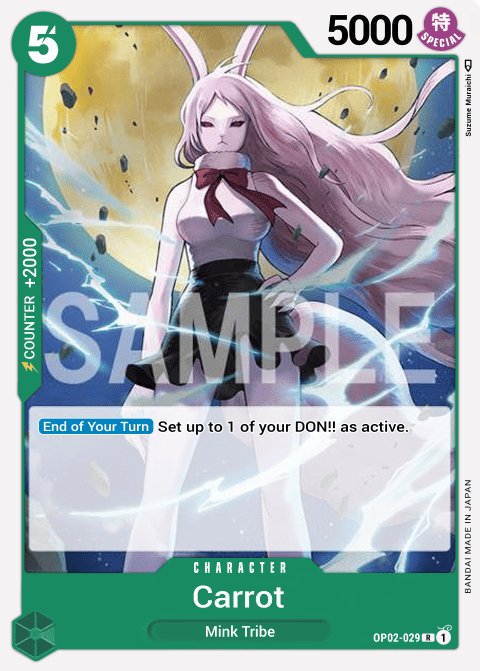 5
5000
特
SPECIAL
Suzume Muraichi
COUNTER +2000
SAMPLE
End of Your Turn Set up to 1 of your DON!! as active.
BANDAI MADE IN JAPAN
CHARACTER
Carrot
Mink Tribe
OP02-029 R 1